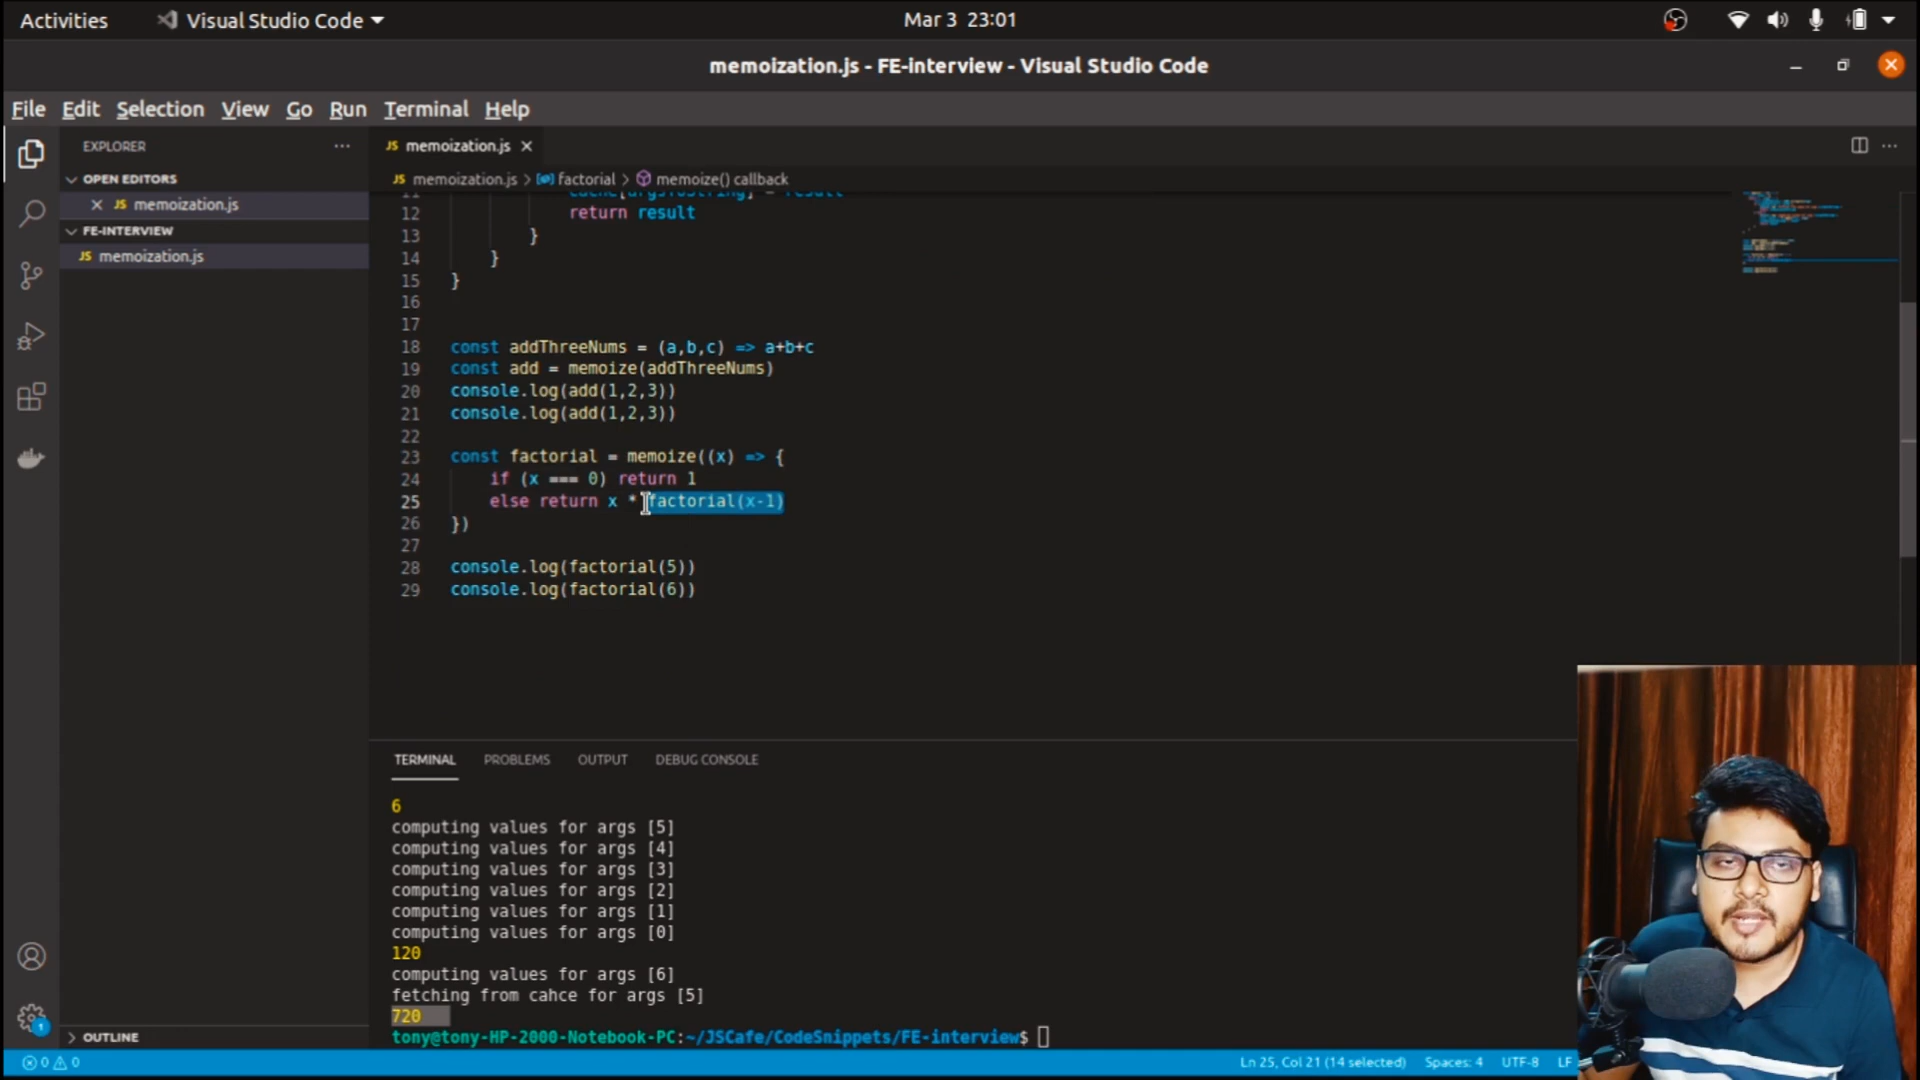 Activities
Visual Studio Code
Mar 3 23:01
memoization.js - FE-interview - Visual Studio Code
File Edit Selection View Go Run Terminal Help
EXPLORER
OPEN EDITORS
JS memoization.js
FE-INTERVIEW
JS memoization.js
JS memoization.js
JS memoization.js > factorial > memoize() callback
12 return result
13 }
14 }
15 }
16
17
18 const addThreeNums = (a,b,c) => a+b+c
19 const add = memoize(addThreeNums)
20 console.log(add(1,2,3))
21 console.log(add(1,2,3))
22
23 const factorial = memoize((x) => {
24 if (x === 0) return 1
25 else return x * factorial(x-1)
26 })
27
28 console.log(factorial(5))
29 console.log(factorial(6))
TERMINAL PROBLEMS OUTPUT DEBUG CONSOLE
6
computing values for args [5]
computing values for args [4]
computing values for args [3]
computing values for args [2]
computing values for args [1]
computing values for args [0]
120
computing values for args [6]
fetching from cahce for args [5]
720
tony@tony-HP-2000-Notebook-PC:~/JSCafe/CodeSnippets/FE-interview$
1
OUTLINE
0 0
Ln 25, Col 21 (14 selected) Spaces: 4 UTF-8 LF